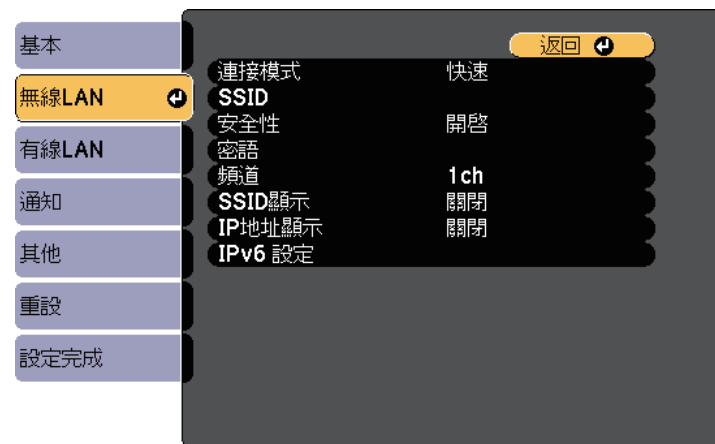 基本
無線LAN
有線LAN
通知
其他
重設
設定完成
返回
連接模式 快速
SSID
安全性 開啓
密語
頻道 1ch
SSID顯示 關閉
IP地址顯示 關閉
IPv6 設定